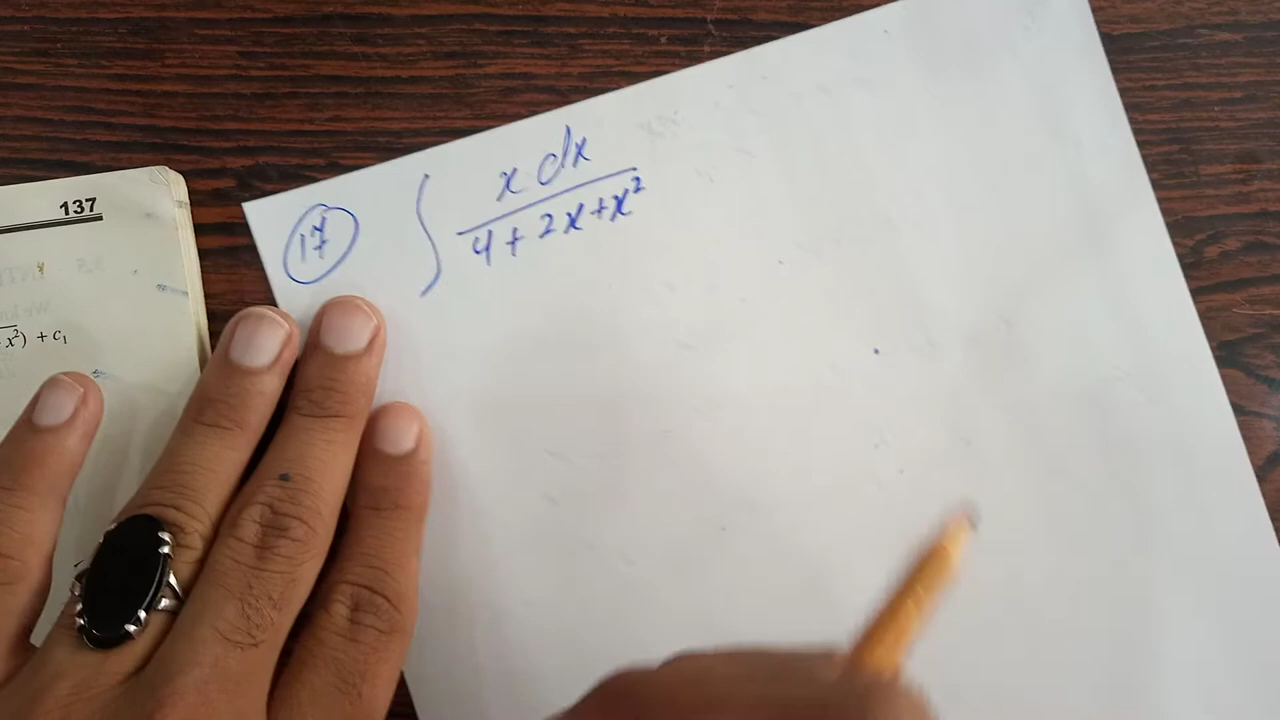 137
x²) + c₁
17 ∫ x dx / 4 + 2x + x²